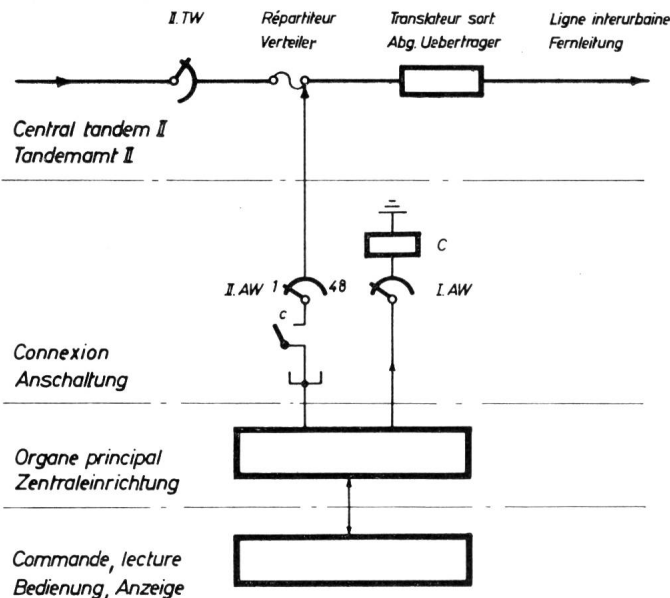 II.TW
Répartiteur
Verteiler
Translateur sort.
Abg. Uebertrager
Ligne interurbaine
Fernleitung
Central tandem II
Tandemamt II
C
II.AW 1 48 I.AW
c
Connexion
Anschaltung
Organe principal
Zentraleinrichtung
Commande, lecture
Bedienung, Anzeige